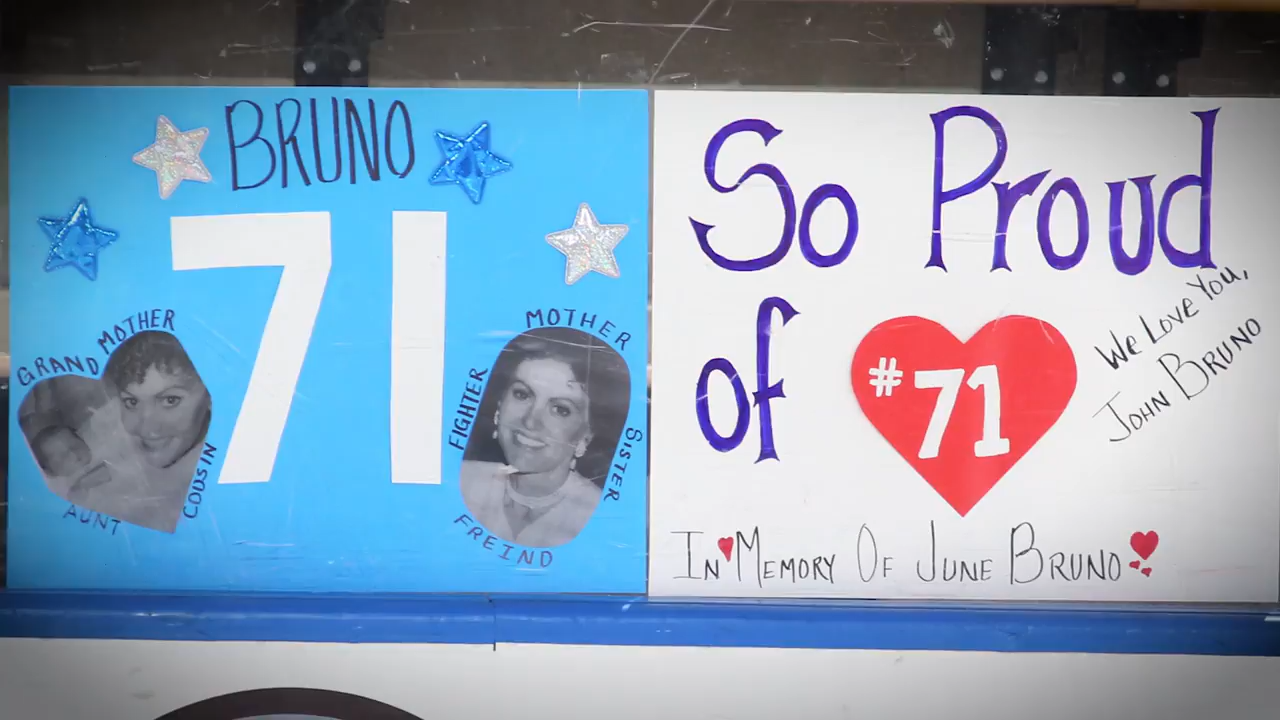 BRUNO
71
GRAND MOTHER
AUNT
COUSIN
MOTHER
FIGHTER
SISTER
FREIND
So Proud
of #71
We Love You,
John Bruno
In Memory Of June Bruno